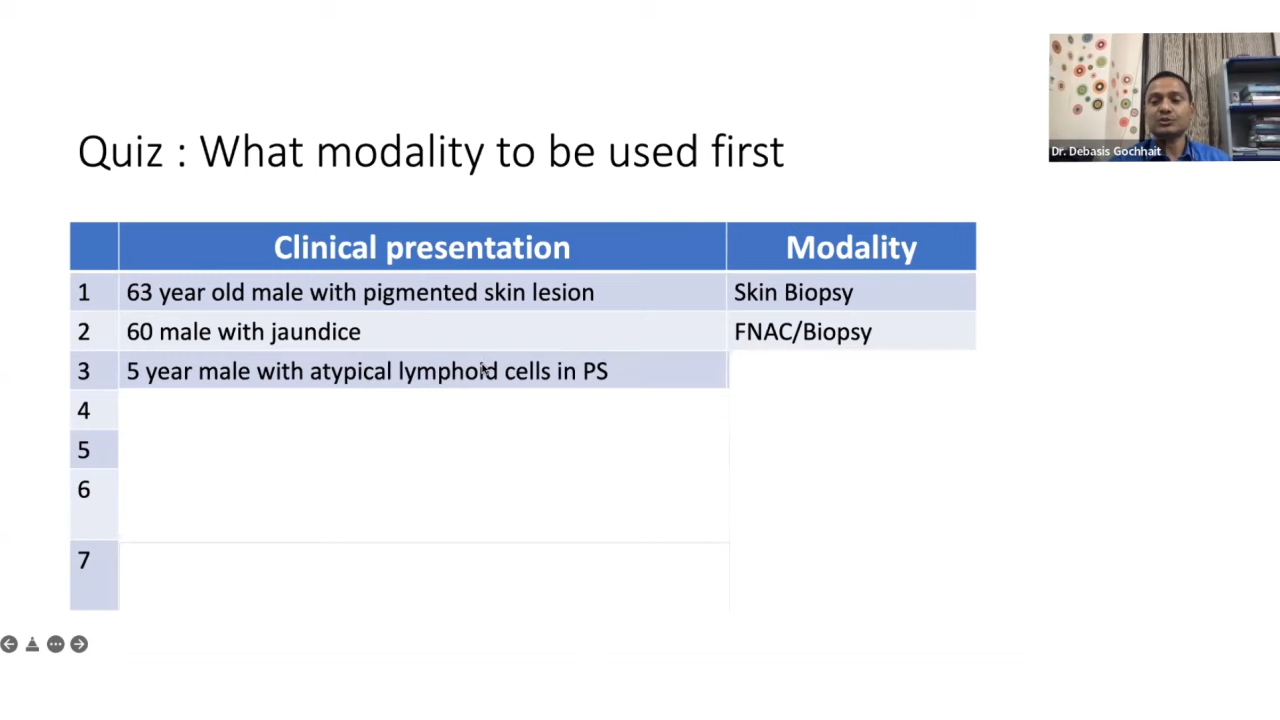 Dr. Debasis Gochhait
Quiz : What modality to be used first
Clinical presentation Modality
1 63 year old male with pigmented skin lesion Skin Biopsy
2 60 male with jaundice FNAC/Biopsy
3 5 year male with atypical lymphoid cells in PS
4
5
6
7